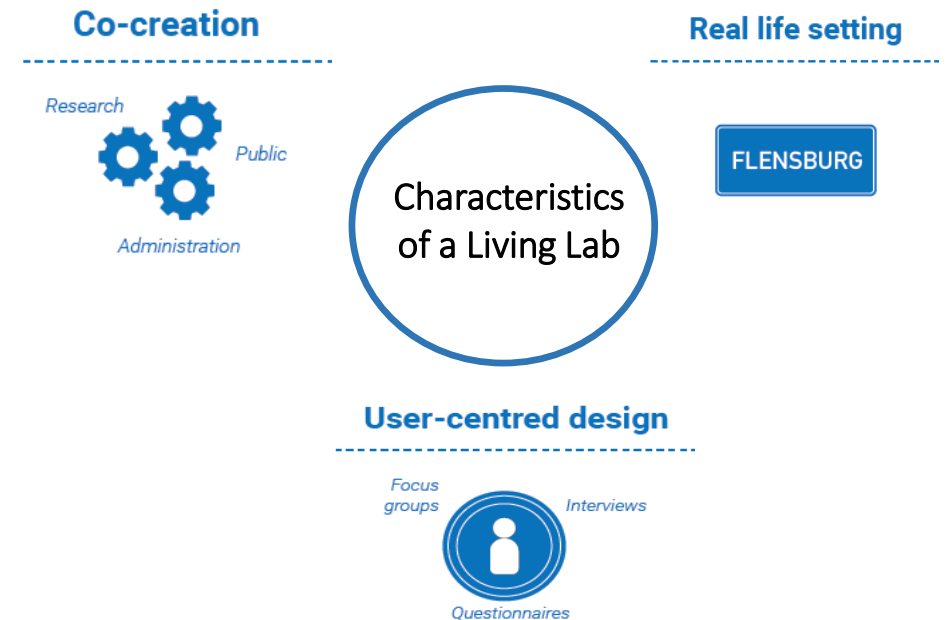 Co-creation
Research
Public
Administration
Real life setting
FLENSBURG
Characteristics
of a Living Lab
User-centred design
Focus
groups
Interviews
Questionnaires